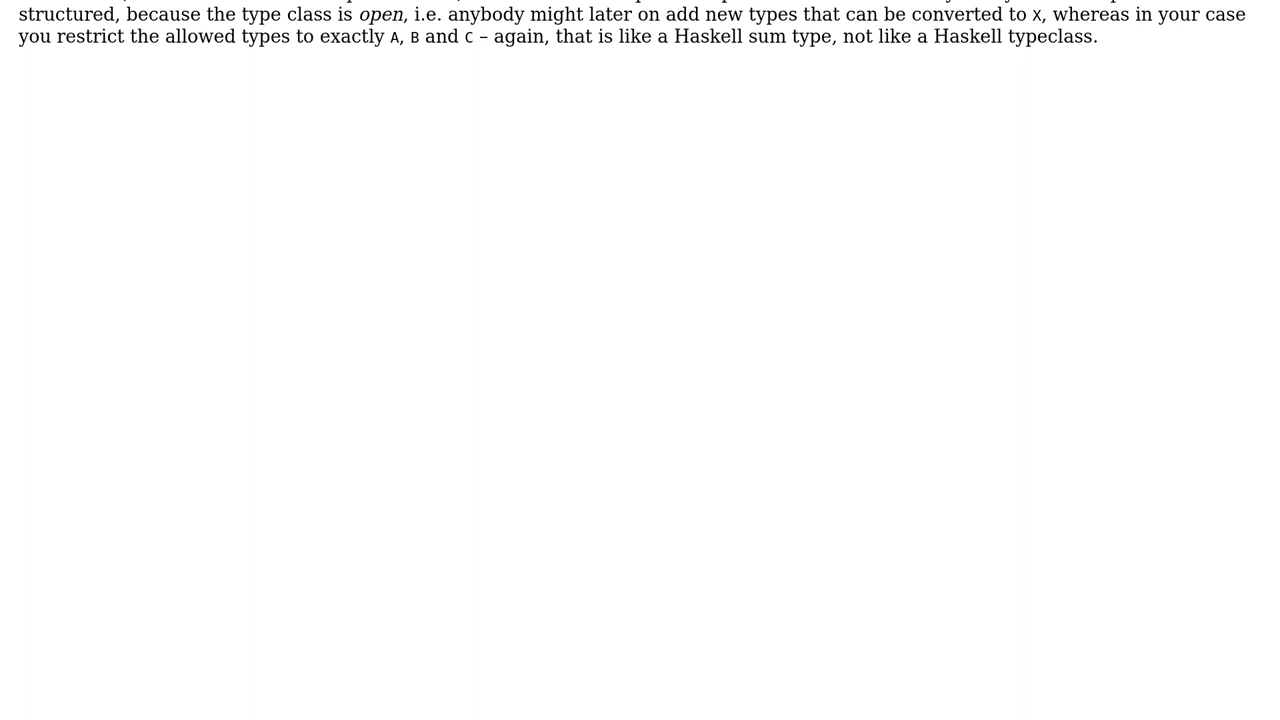 structured, because the type class is open, i.e. anybody might later on add new types that can be converted to X, whereas in your case
you restrict the allowed types to exactly A, B and C – again, that is like a Haskell sum type, not like a Haskell typeclass.